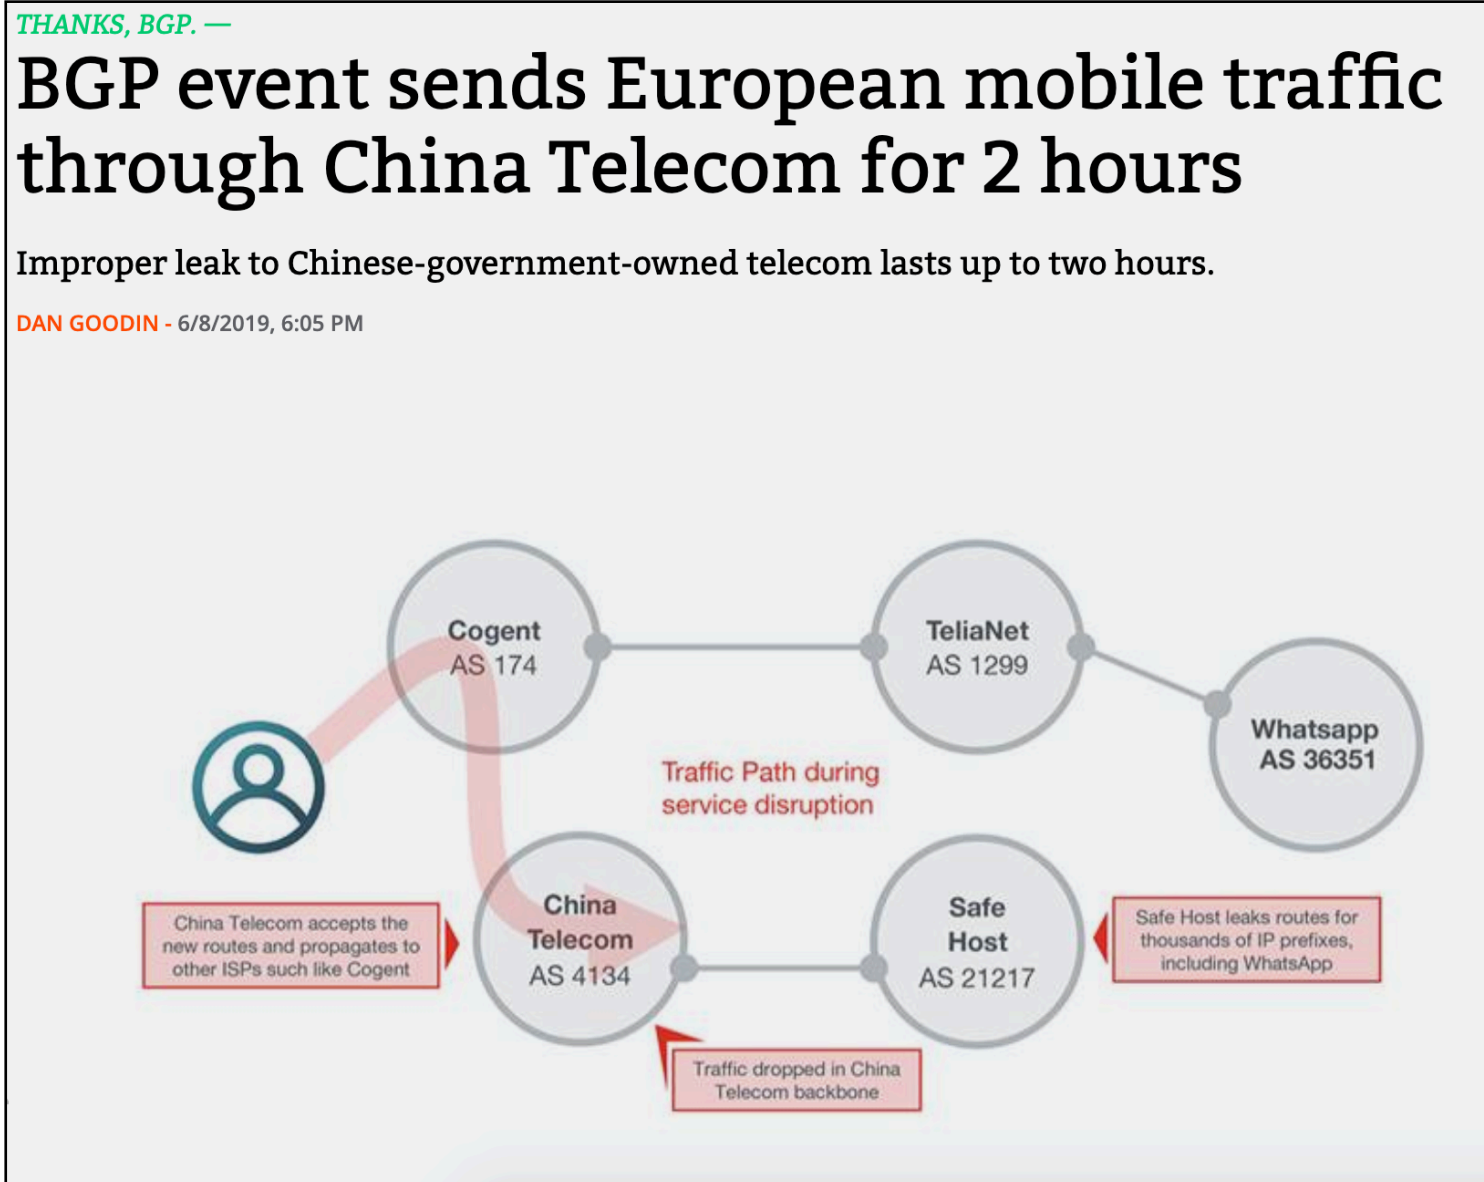 THANKS, BGP. —
BGP event sends European mobile traffic
through China Telecom for 2 hours
Improper leak to Chinese-government-owned telecom lasts up to two hours.
DAN GOODIN - 6/8/2019, 6:05 PM
Cogent
AS 174
TeliaNet
AS 1299
Whatsapp
AS 36351
Traffic Path during
service disruption
China
Telecom
AS 4134
Safe
Host
AS 21217
China Telecom accepts the
new routes and propagates to
other ISPs such like Cogent
Safe Host leaks routes for
thousands of IP prefixes,
including WhatsApp
Traffic dropped in China
Telecom backbone